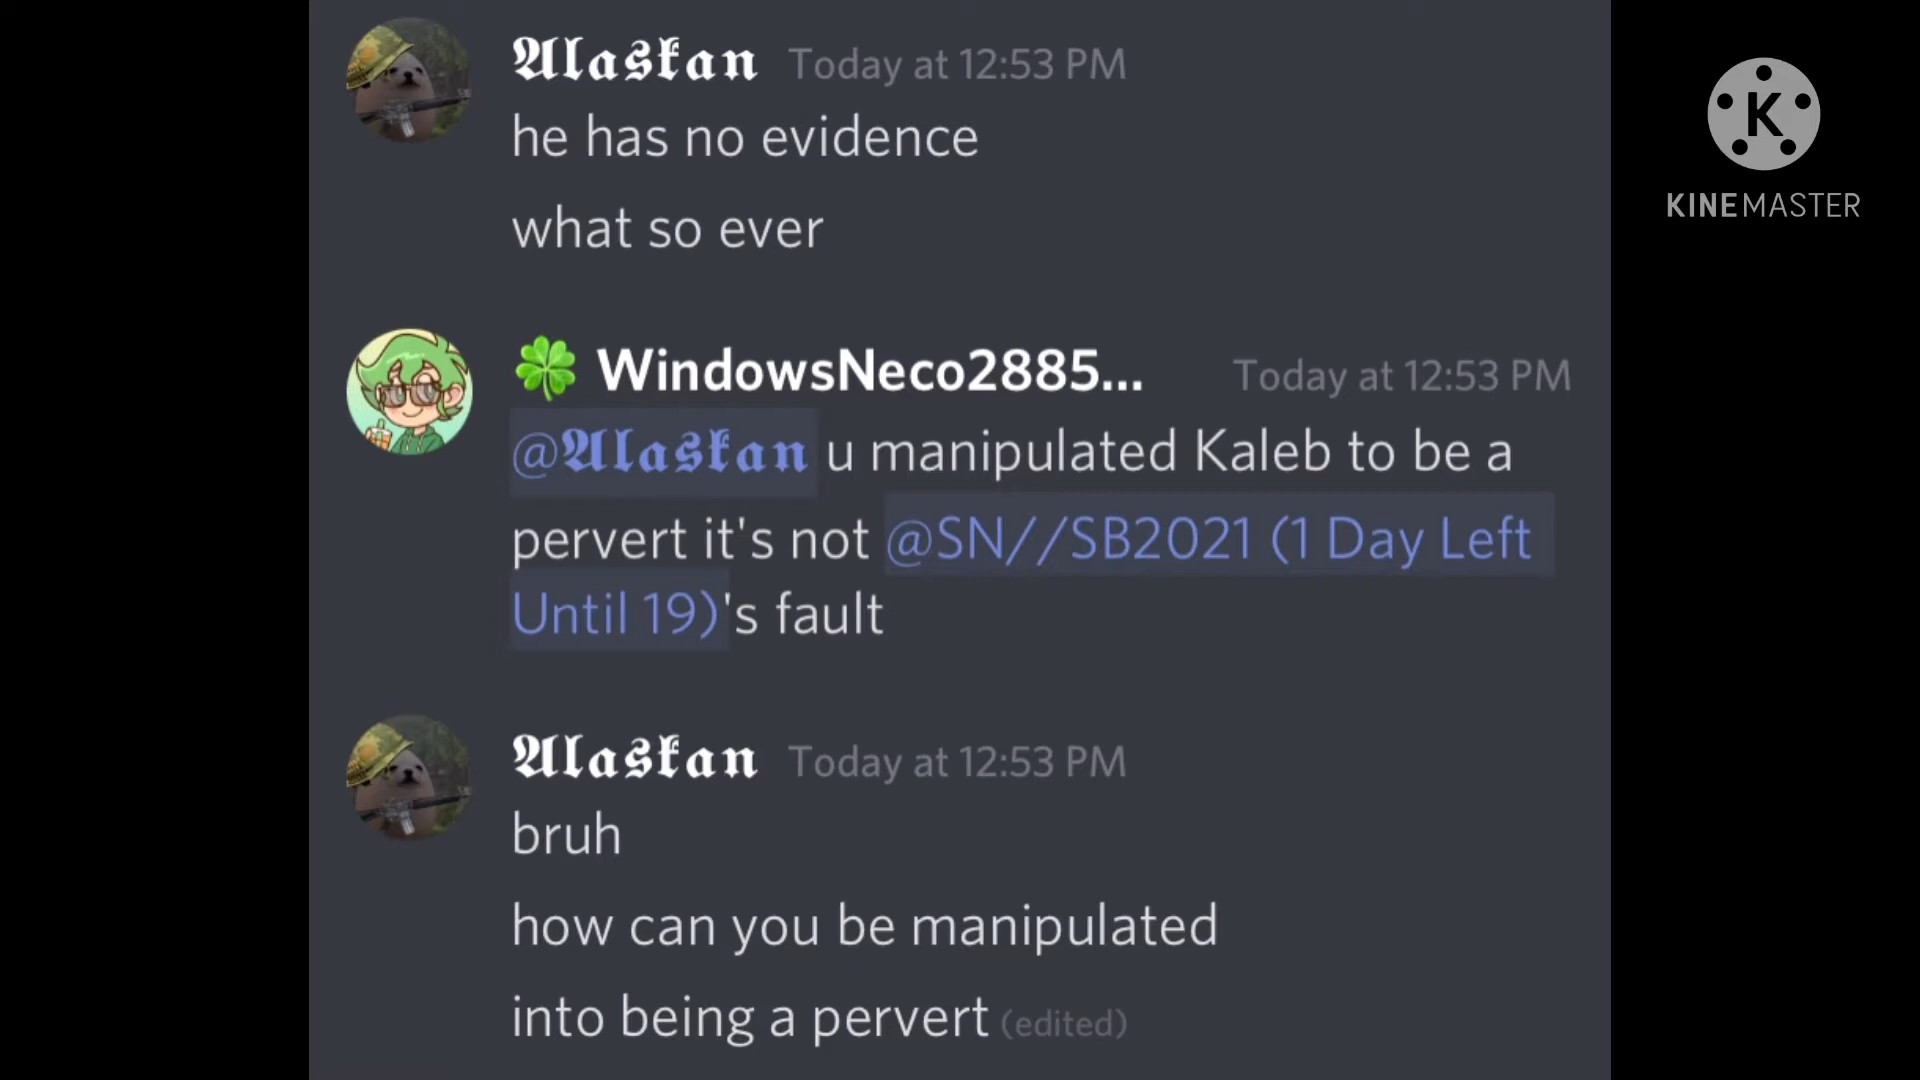 𝕬𝖑𝖆𝖘𝖐𝖆𝖓 Today at 12:53 PM
he has no evidence
what so ever
🍀 WindowsNeco2885... Today at 12:53 PM
@𝕬𝖑𝖆𝖘𝖐𝖆𝖓 u manipulated Kaleb to be a
pervert it's not @SN//SB2021 (1 Day Left
Until 19)'s fault
𝕬𝖑𝖆𝖘𝖐𝖆𝖓 Today at 12:53 PM
bruh
how can you be manipulated
into being a pervert (edited)
K
KINEMASTER